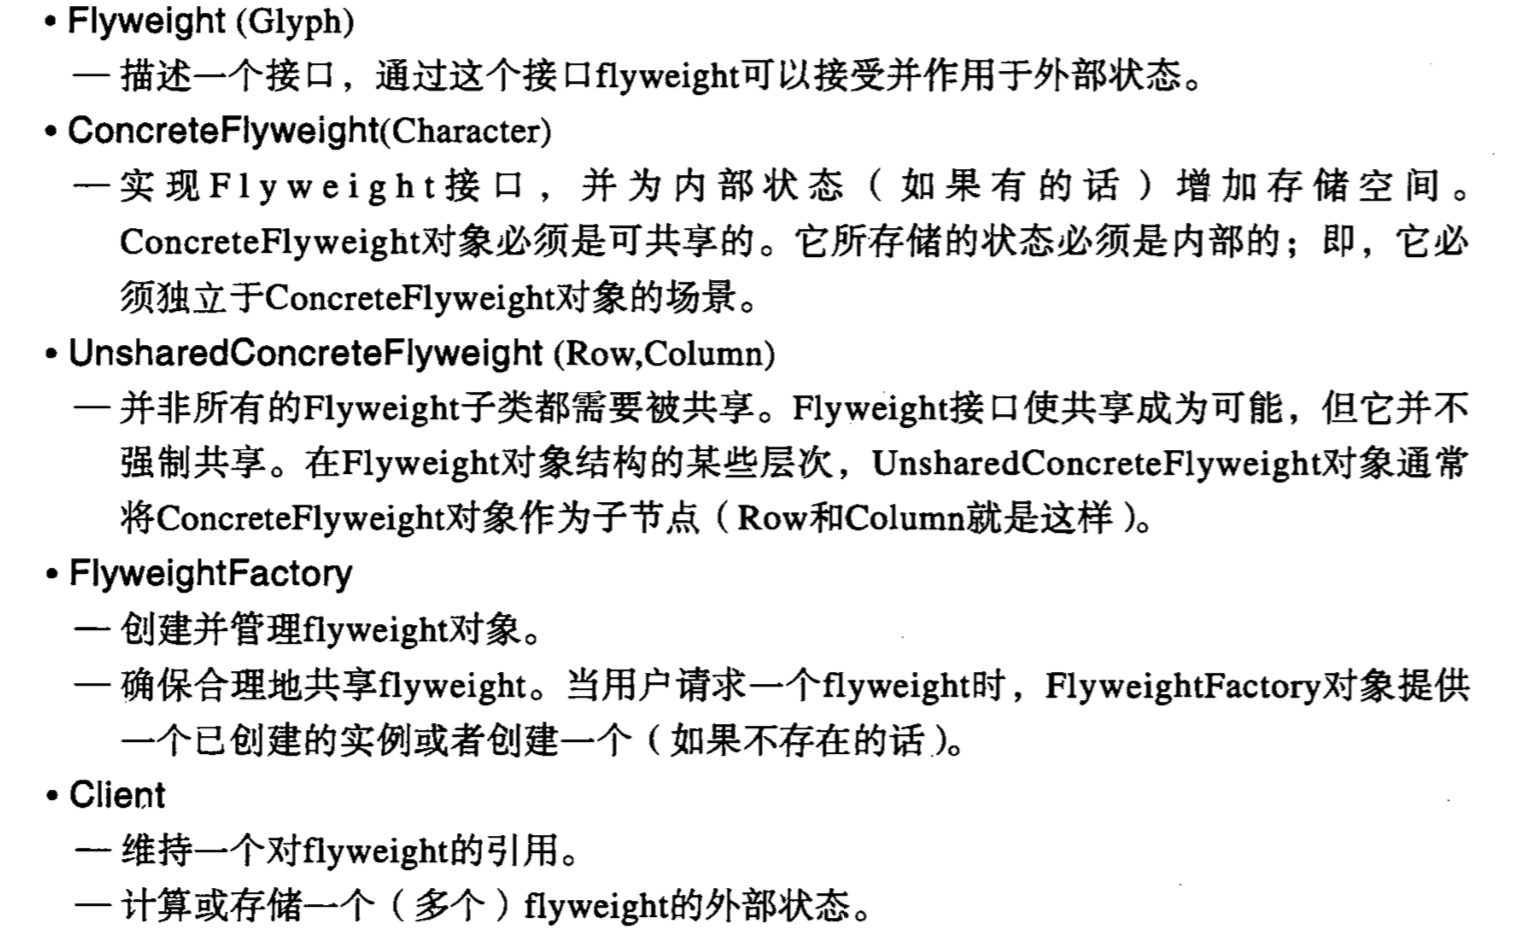 • Flyweight (Glyph)
— 描述一个接口，通过这个接口flyweight可以接受并作用于外部状态。
• ConcreteFlyweight(Character)
— 实现Flyweight接口，并为内部状态（如果有的话）增加存储空间。
ConcreteFlyweight对象必须是可共享的。它所存储的状态必须是内部的；即，它必
须独立于ConcreteFlyweight对象的场景。
• UnsharedConcreteFlyweight (Row,Column)
— 并非所有的Flyweight子类都需要被共享。Flyweight接口使共享成为可能，但它并不
强制共享。在Flyweight对象结构的某些层次，UnsharedConcreteFlyweight对象通常
将ConcreteFlyweight对象作为子节点（Row和Column就是这样）。
• FlyweightFactory
— 创建并管理flyweight对象。
— 确保合理地共享flyweight。当用户请求一个flyweight时，FlyweightFactory对象提供
一个已创建的实例或者创建一个（如果不存在的话）。
• Client
— 维持一个对flyweight的引用。
— 计算或存储一个（多个）flyweight的外部状态。